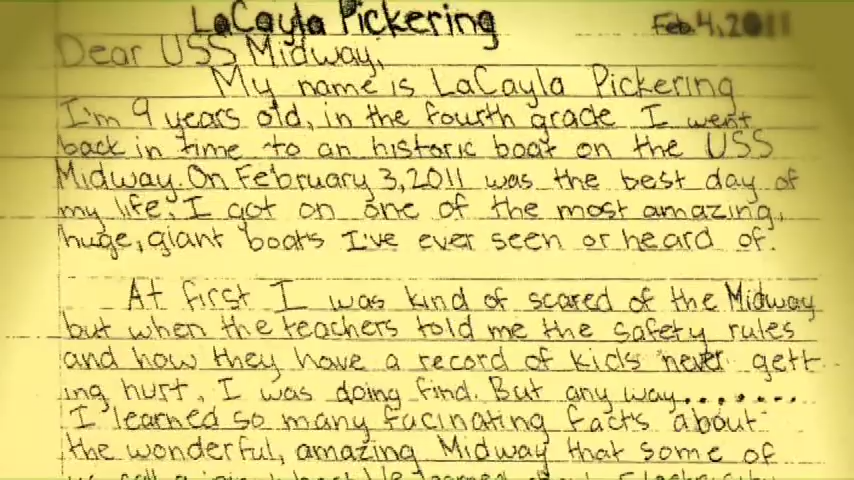 LaCayla Pickering Feb. 4, 2011
Dear USS Midway,
My name is LaCayla Pickering
I'm 9 years old, in the fourth grade I went
back in time to an historic boat on the USS
Midway. On February 3, 2011 was the best day of
my life. I got on one of the most amazing,
huge, giant boats I've ever seen or heard of.
At first I was kind of scared of the Midway
but when the teachers told me the safety rules
and how they have a record of kids never gett
ing hurt, I was doing find. But any way.......
I learned so many facinating facts about
the wonderful, amazing Midway that some of